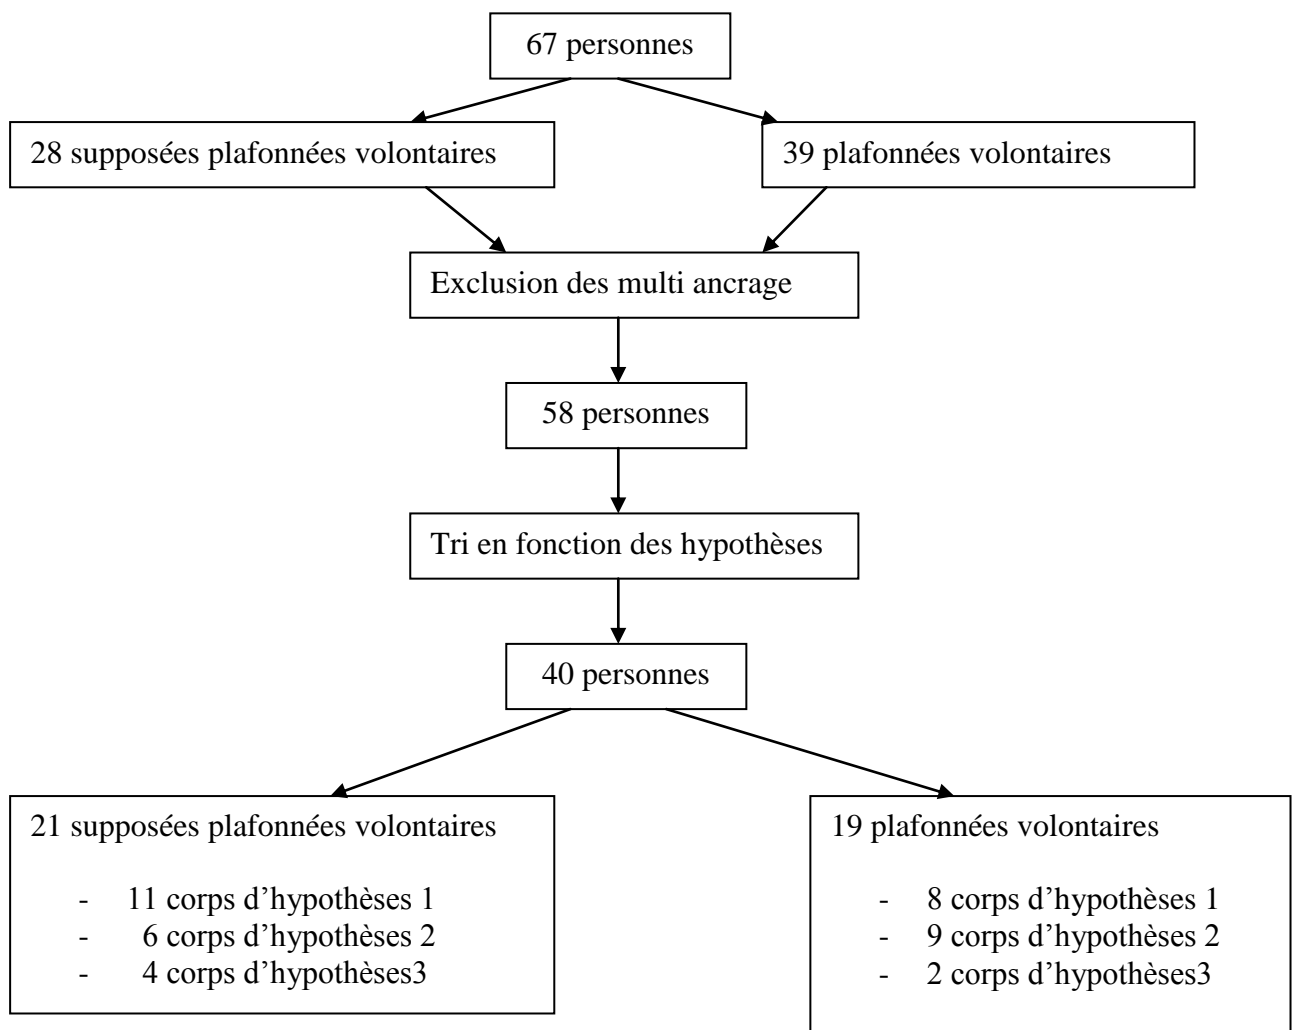 67 personnes
28 supposées plafonnées volontaires
39 plafonnées volontaires
Exclusion des multi ancrage
58 personnes
Tri en fonction des hypothèses
40 personnes
21 supposées plafonnées volontaires
- 11 corps d’hypothèses 1
- 6 corps d’hypothèses 2
- 4 corps d’hypothèses3
19 plafonnées volontaires
- 8 corps d’hypothèses 1
- 9 corps d’hypothèses 2
- 2 corps d’hypothèses3